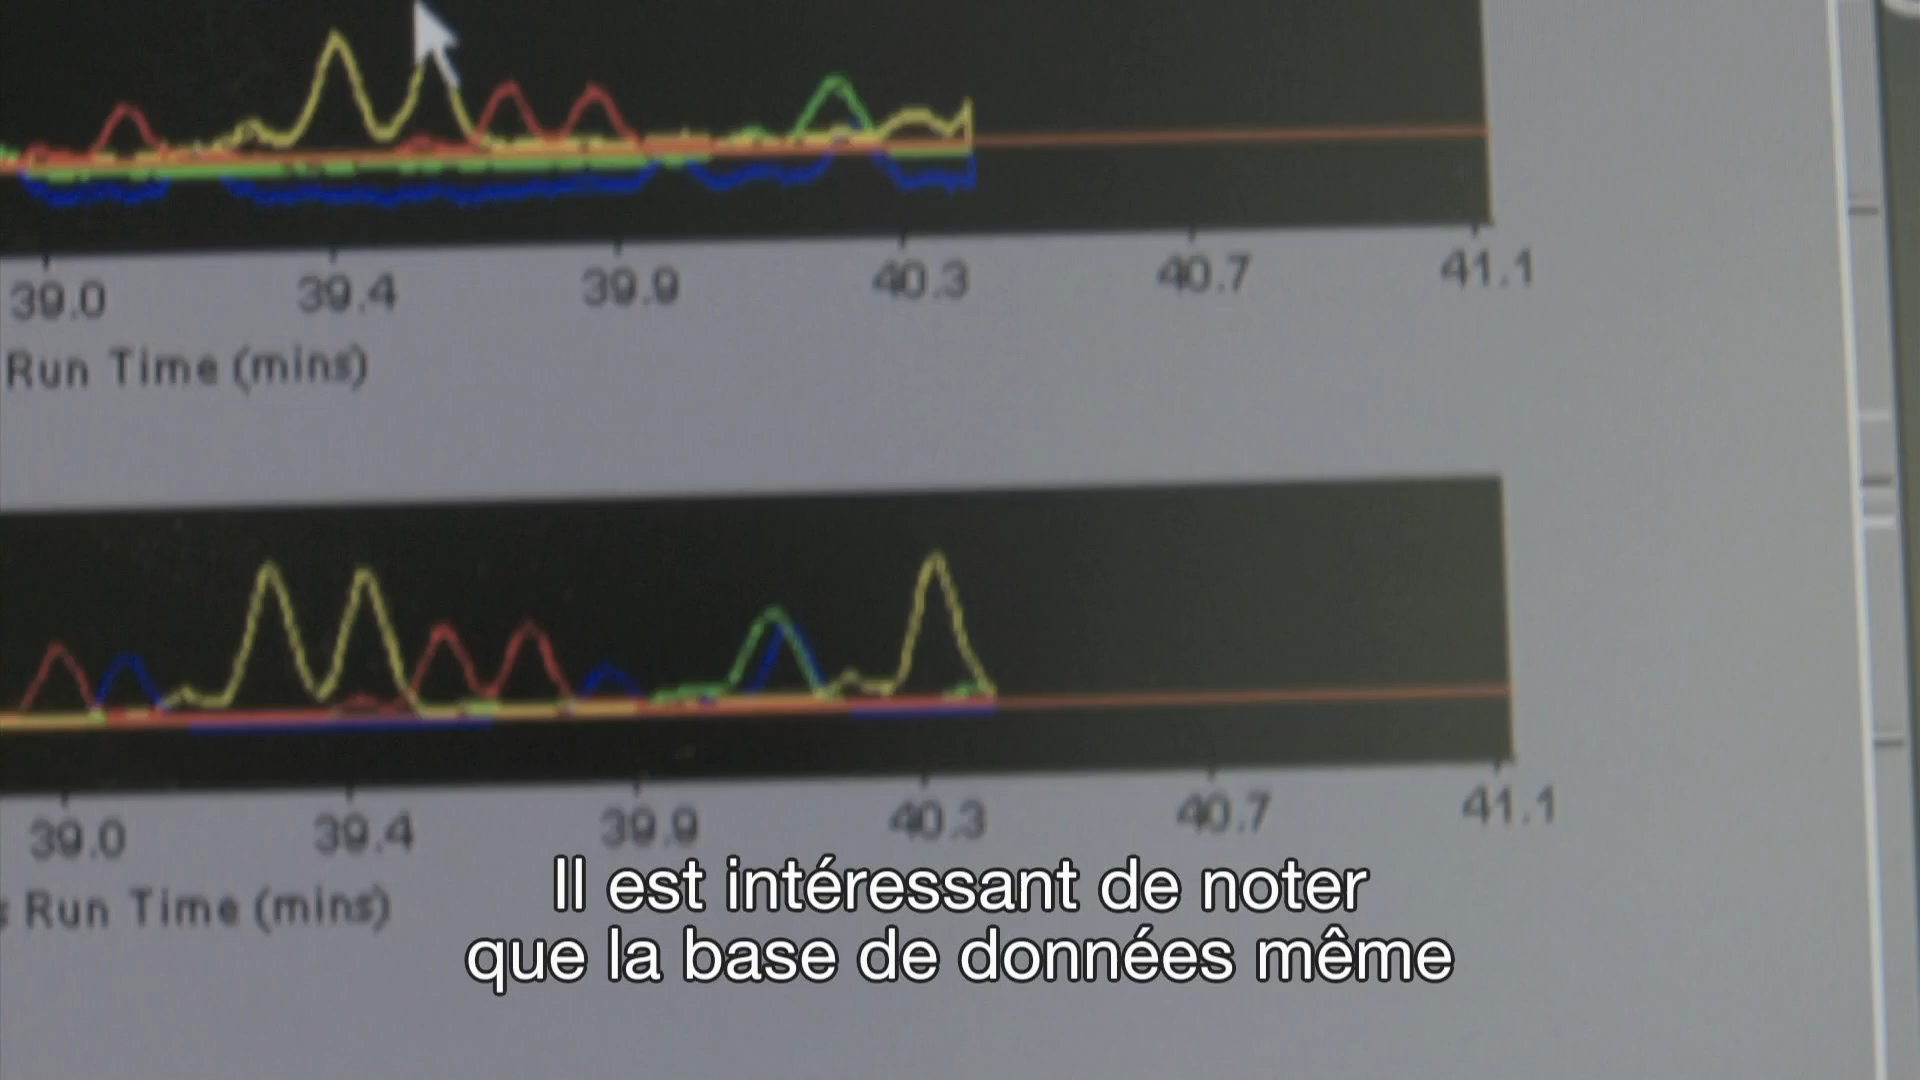 39.0 39.4 39.9 40.3 40.7 41.1
Run Time (mins)
39.0 39.4 39.9 40.3 40.7 41.1
Run Time (mins)
Il est intéressant de noter
que la base de données même